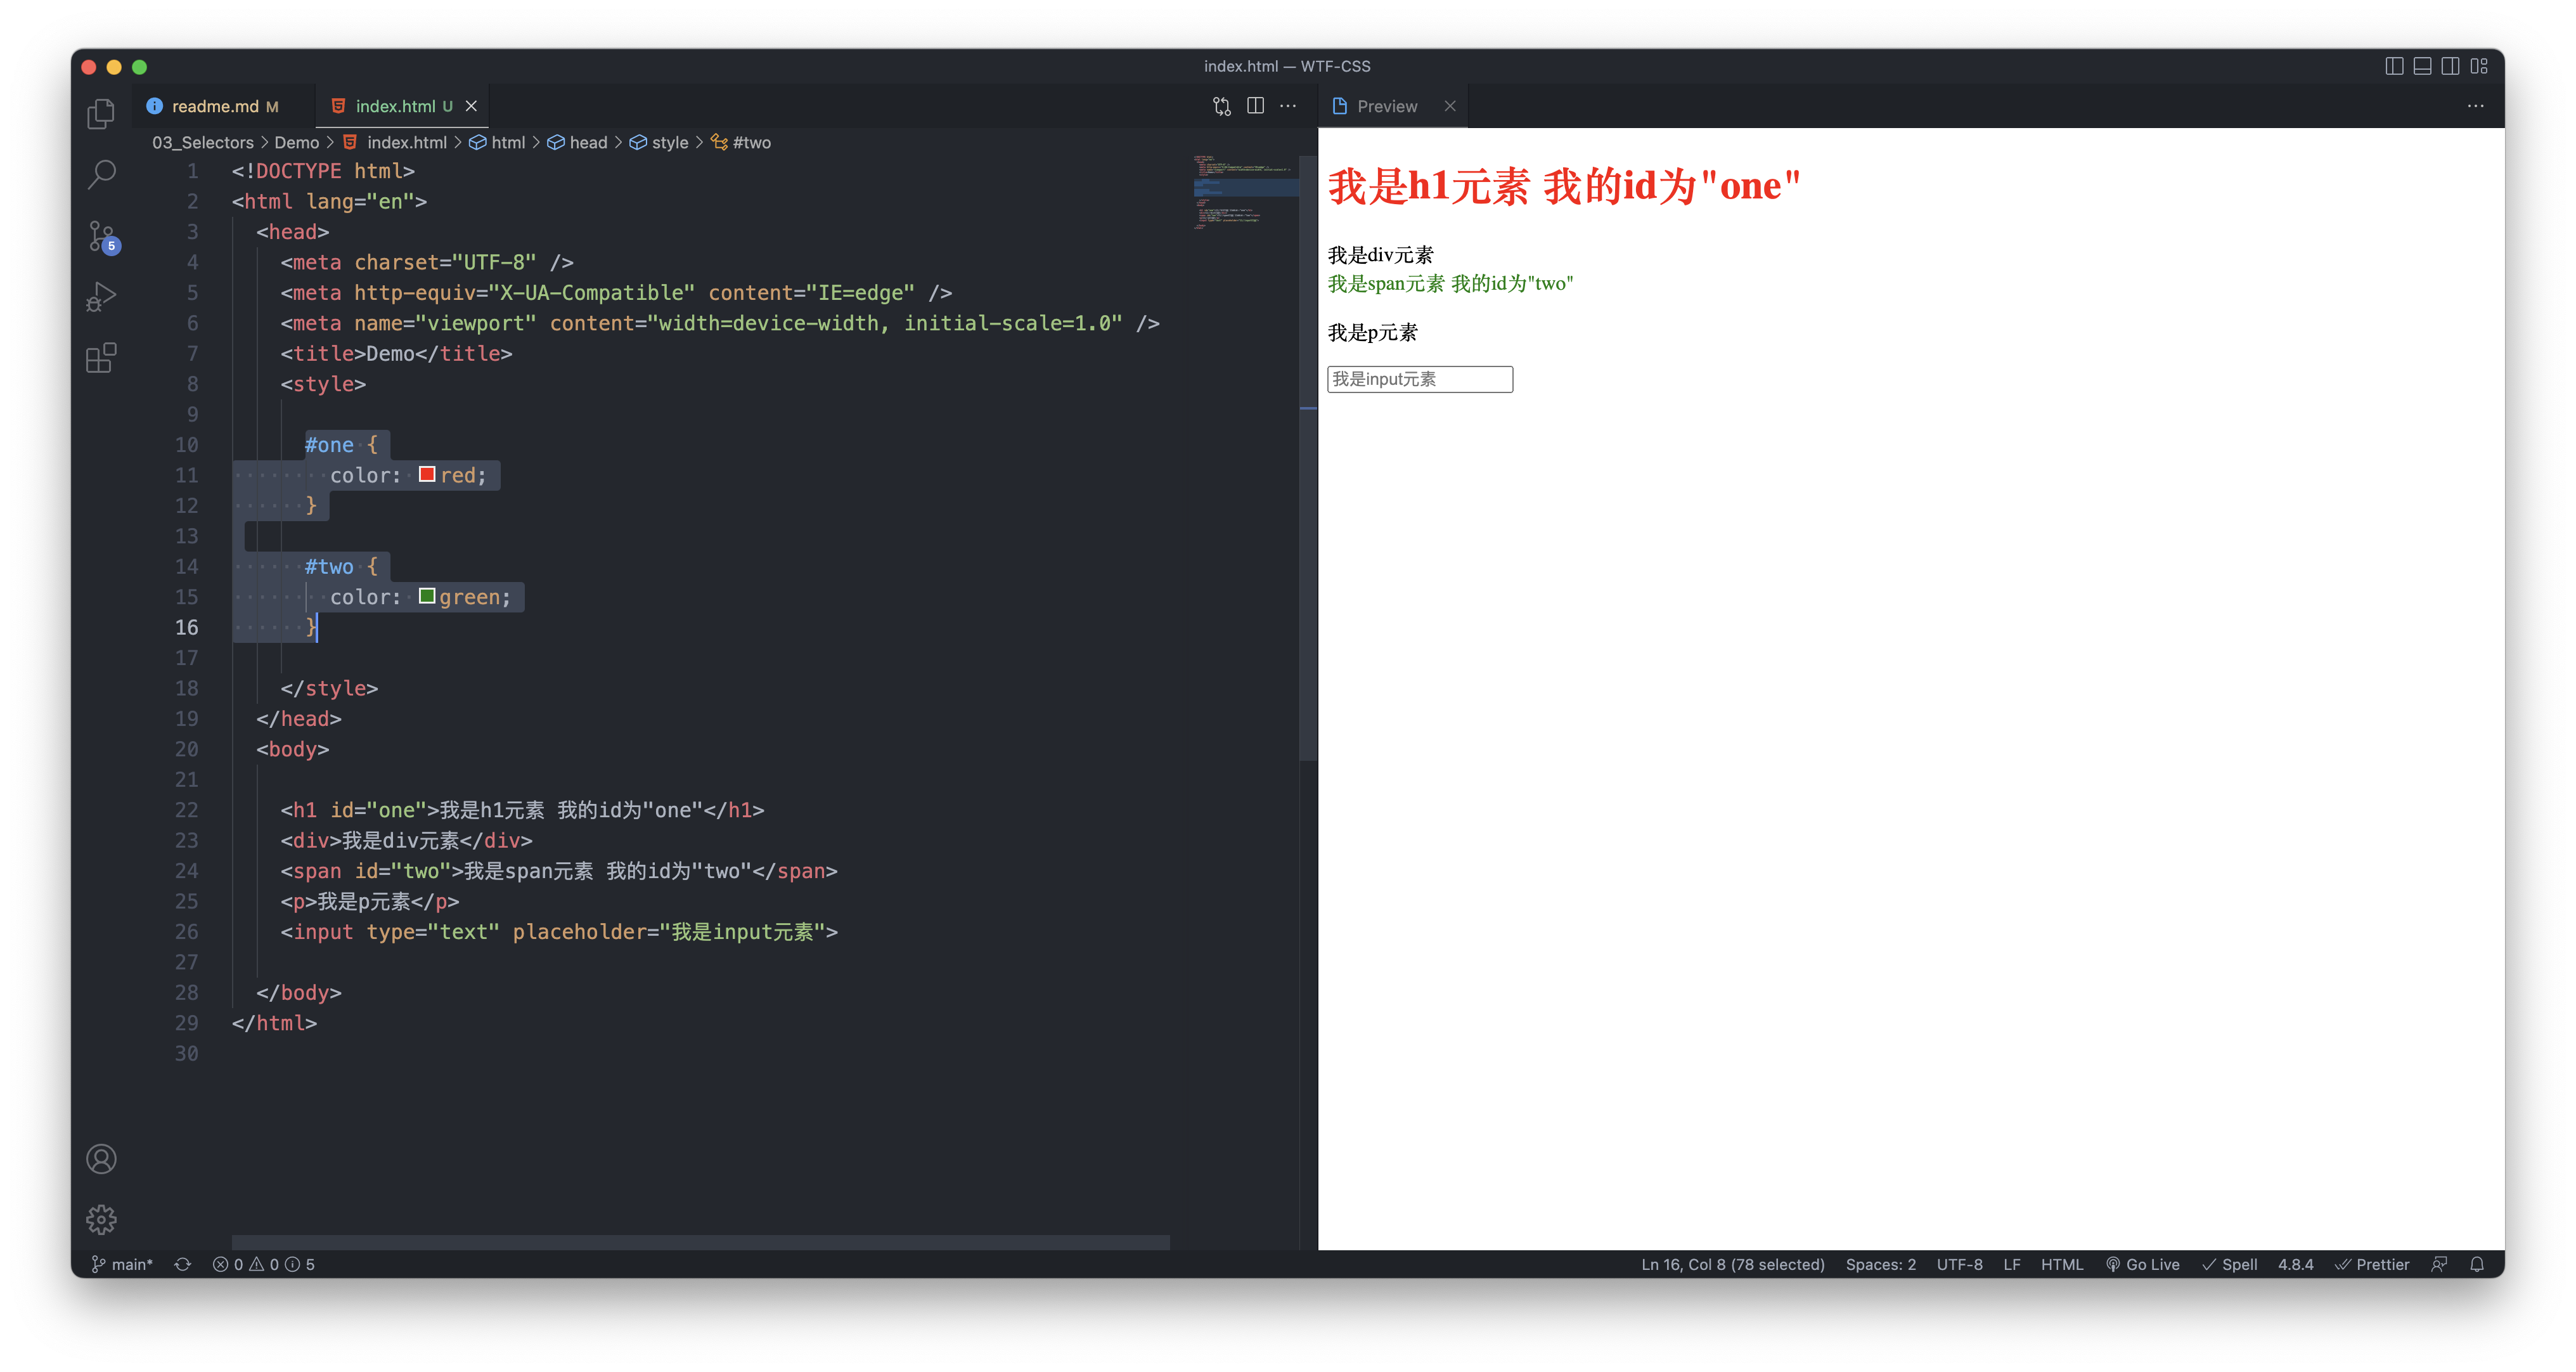 index.html — WTF-CSS
readme.md M
index.html U
Preview
03_Selectors > Demo > index.html > html > head > style > #two
1 <!DOCTYPE html>
2 <html lang="en">
3 <head>
4 <meta charset="UTF-8" />
5 <meta http-equiv="X-UA-Compatible" content="IE=edge" />
6 <meta name="viewport" content="width=device-width, initial-scale=1.0" />
7 <title>Demo</title>
8 <style>
9
10 #one {
11 color: red;
12 }
13
14 #two {
15 color: green;
16 }
17
18 </style>
19 </head>
20 <body>
21
22 <h1 id="one">我是h1元素 我的id为"one"</h1>
23 <div>我是div元素</div>
24 <span id="two">我是span元素 我的id为"two"</span>
25 <p>我是p元素</p>
26 <input type="text" placeholder="我是input元素">
27
28 </body>
29 </html>
30
我是h1元素 我的id为"one"
我是div元素
我是span元素 我的id为"two"
我是p元素
我是input元素
5
main* 0 0 5
Ln 16, Col 8 (78 selected) Spaces: 2 UTF-8 LF HTML Go Live Spell 4.8.4 Prettier